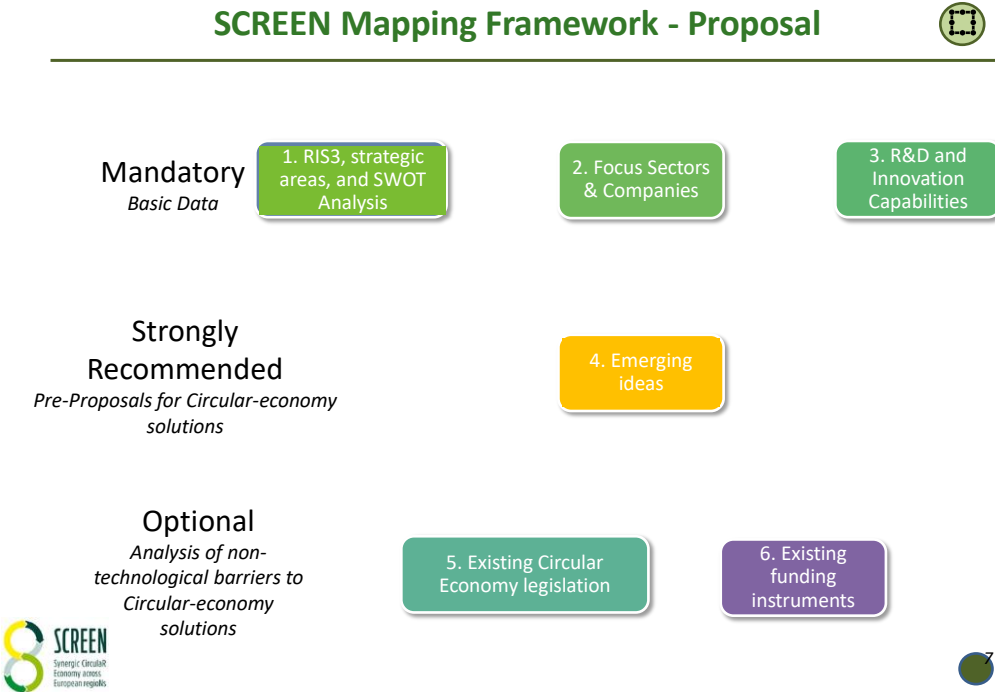 SCREEN Mapping Framework - Proposal
Mandatory
Basic Data
1. RIS3, strategic
areas, and SWOT
Analysis
2. Focus Sectors
& Companies
3. R&D and
Innovation
Capabilities
Strongly
Recommended
Pre-Proposals for Circular-economy
solutions
4. Emerging
ideas
Optional
Analysis of non-
technological barriers to
Circular-economy
solutions
5. Existing Circular
Economy legislation
6. Existing
funding
instruments
SCREEN
Synergic CirculaR
Economy across
European regioNs
7